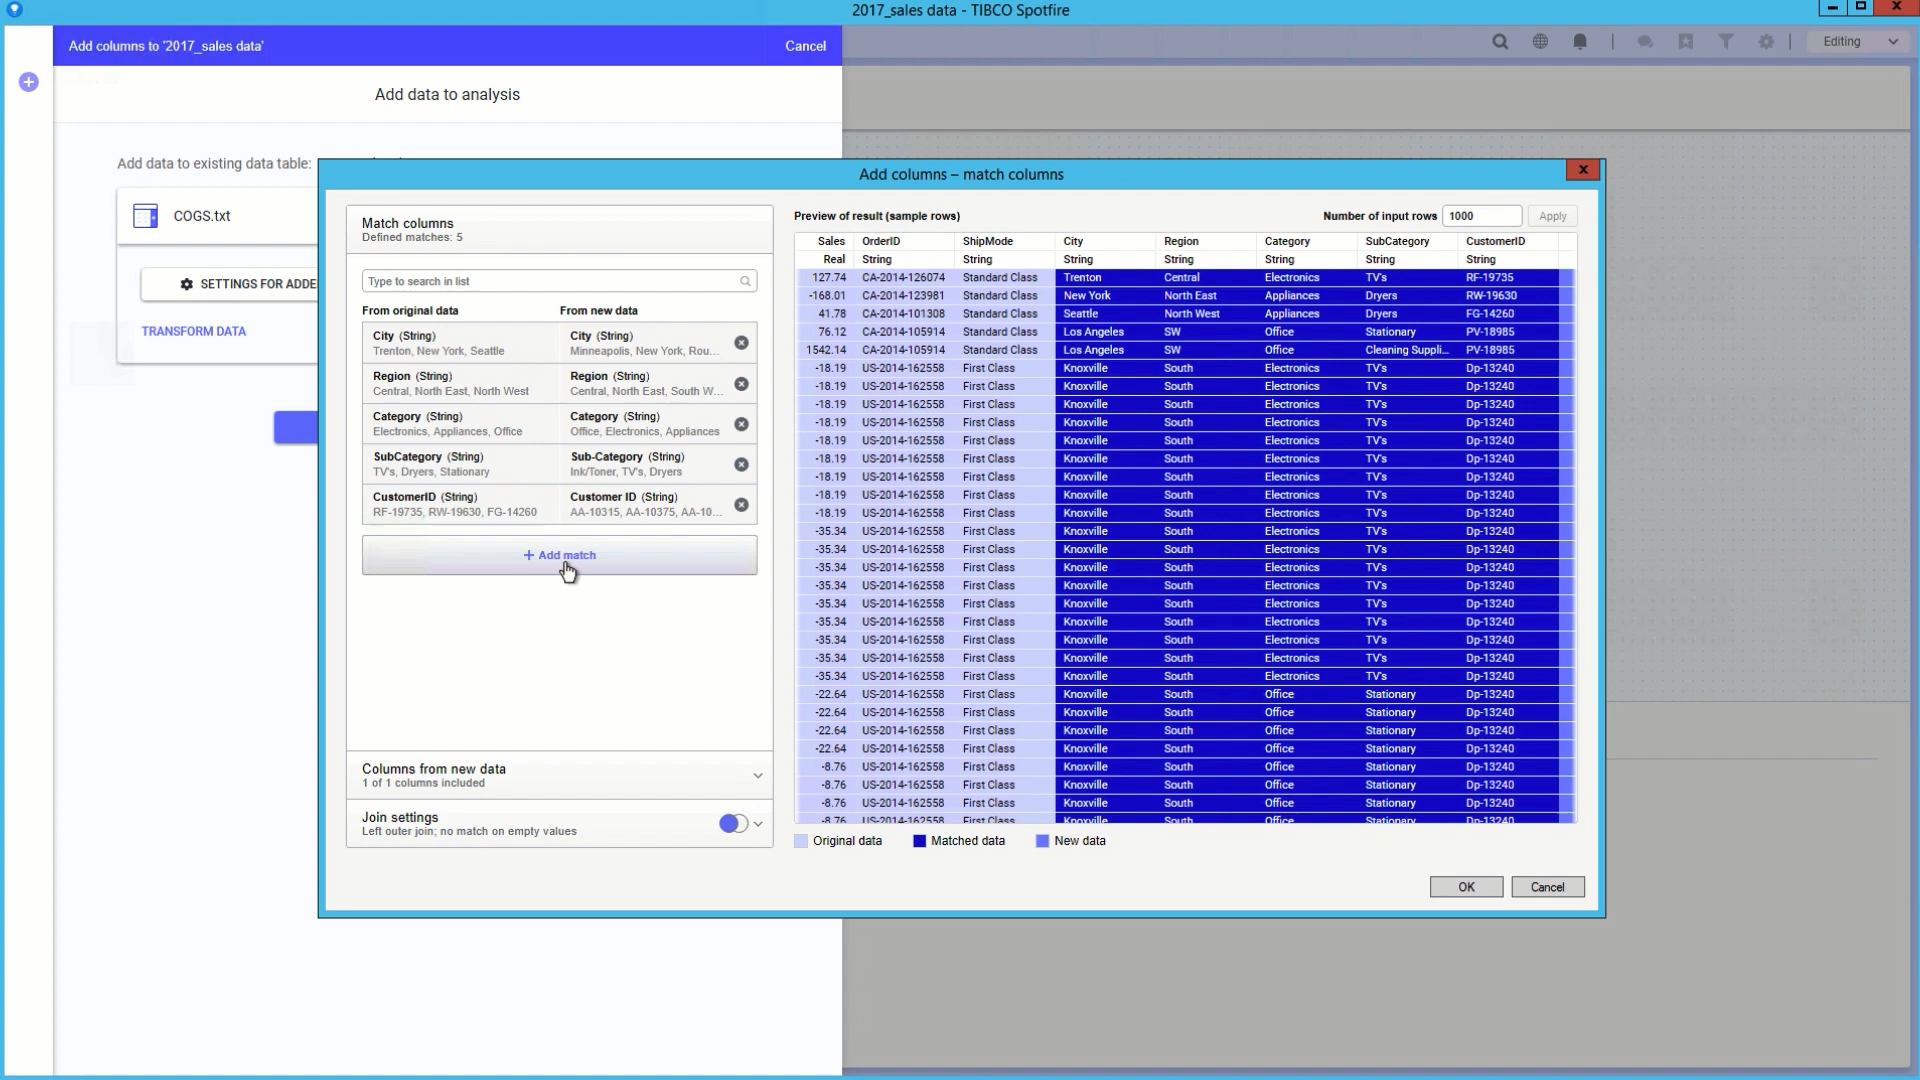 2017_sales data - TIBCO Spotfire
Add columns to '2017_sales data'
Cancel
Editing
Add data to analysis
Add data to existing data table:
COGS.txt
SETTINGS FOR ADDE
TRANSFORM DATA
Add columns – match columns
Match columns
Defined matches: 5
Type to search in list
From original data From new data
City (String) City (String)
Trenton, New York, Seattle Minneapolis, New York, Rou...
Region (String) Region (String)
Central, North East, North West Central, North East, South W...
Category (String) Category (String)
Electronics, Appliances, Office Office, Electronics, Appliances
SubCategory (String) Sub-Category (String)
TV's, Dryers, Stationary Ink/Toner, TV's, Dryers
CustomerID (String) Customer ID (String)
RF-19735, RW-19630, FG-14260 AA-10315, AA-10375, AA-10...
+ Add match
Columns from new data
1 of 1 columns included
Join settings
Left outer join; no match on empty values
Preview of result (sample rows)
Number of input rows 1000 Apply
Sales OrderID ShipMode City Region Category SubCategory CustomerID
Real String String String String String String String
127.74 CA-2014-126074 Standard Class Trenton Central Electronics TV's RF-19735
-168.01 CA-2014-123981 Standard Class New York North East Appliances Dryers RW-19630
41.78 CA-2014-101308 Standard Class Seattle North West Appliances Dryers FG-14260
76.12 CA-2014-105914 Standard Class Los Angeles SW Office Stationary PV-18985
1542.14 CA-2014-105914 Standard Class Los Angeles SW Office Cleaning Suppli... PV-18985
-18.19 US-2014-162558 First Class Knoxville South Electronics TV's Dp-13240
-18.19 US-2014-162558 First Class Knoxville South Electronics TV's Dp-13240
-18.19 US-2014-162558 First Class Knoxville South Electronics TV's Dp-13240
-18.19 US-2014-162558 First Class Knoxville South Electronics TV's Dp-13240
-18.19 US-2014-162558 First Class Knoxville South Electronics TV's Dp-13240
-18.19 US-2014-162558 First Class Knoxville South Electronics TV's Dp-13240
-18.19 US-2014-162558 First Class Knoxville South Electronics TV's Dp-13240
-18.19 US-2014-162558 First Class Knoxville South Electronics TV's Dp-13240
-18.19 US-2014-162558 First Class Knoxville South Electronics TV's Dp-13240
-35.34 US-2014-162558 First Class Knoxville South Electronics TV's Dp-13240
-35.34 US-2014-162558 First Class Knoxville South Electronics TV's Dp-13240
-35.34 US-2014-162558 First Class Knoxville South Electronics TV's Dp-13240
-35.34 US-2014-162558 First Class Knoxville South Electronics TV's Dp-13240
-35.34 US-2014-162558 First Class Knoxville South Electronics TV's Dp-13240
-35.34 US-2014-162558 First Class Knoxville South Electronics TV's Dp-13240
-35.34 US-2014-162558 First Class Knoxville South Electronics TV's Dp-13240
-35.34 US-2014-162558 First Class Knoxville South Electronics TV's Dp-13240
-35.34 US-2014-162558 First Class Knoxville South Electronics TV's Dp-13240
-22.64 US-2014-162558 First Class Knoxville South Office Stationary Dp-13240
-22.64 US-2014-162558 First Class Knoxville South Office Stationary Dp-13240
-22.64 US-2014-162558 First Class Knoxville South Office Stationary Dp-13240
-22.64 US-2014-162558 First Class Knoxville South Office Stationary Dp-13240
-8.76 US-2014-162558 First Class Knoxville South Office Stationary Dp-13240
-8.76 US-2014-162558 First Class Knoxville South Office Stationary Dp-13240
-8.76 US-2014-162558 First Class Knoxville South Office Stationary Dp-13240
-8.76 US-2014-162558 First Class Knoxville South Office Stationary Dp-13240
Original data Matched data New data
OK Cancel